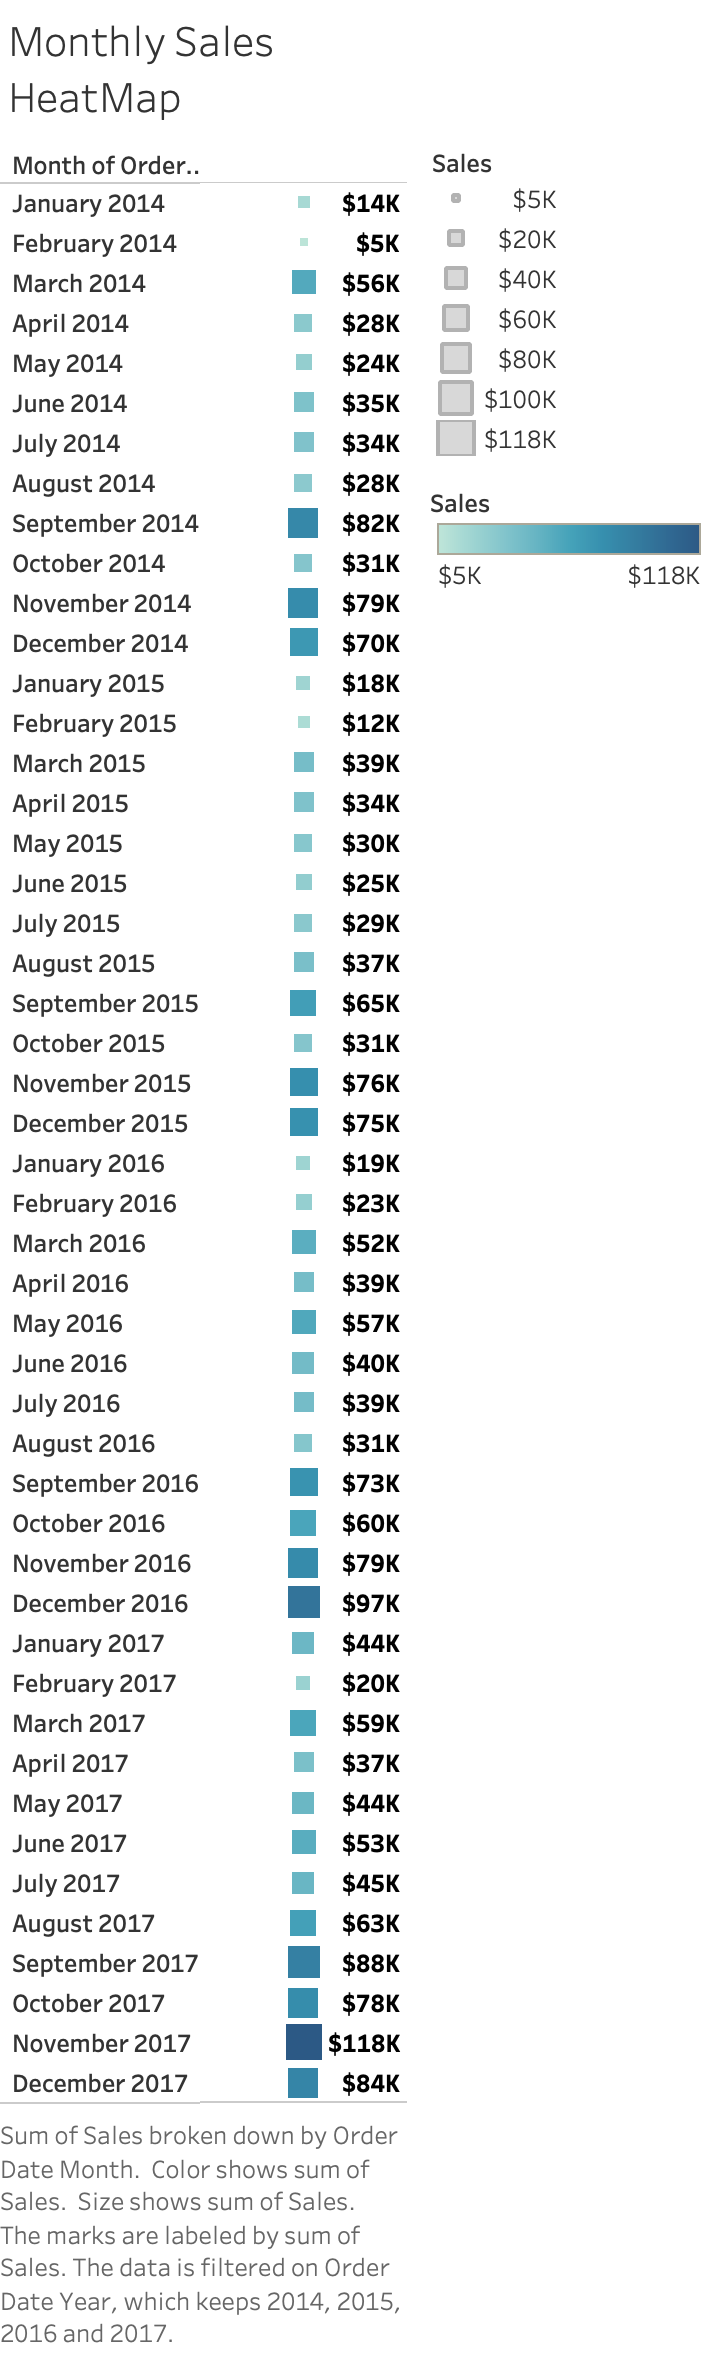 Monthly Sales
HeatMap
Month of Order..
January 2014 $14K
February 2014 $5K
March 2014 $56K
April 2014 $28K
May 2014 $24K
June 2014 $35K
July 2014 $34K
August 2014 $28K
September 2014 $82K
October 2014 $31K
November 2014 $79K
December 2014 $70K
January 2015 $18K
February 2015 $12K
March 2015 $39K
April 2015 $34K
May 2015 $30K
June 2015 $25K
July 2015 $29K
August 2015 $37K
September 2015 $65K
October 2015 $31K
November 2015 $76K
December 2015 $75K
January 2016 $19K
February 2016 $23K
March 2016 $52K
April 2016 $39K
May 2016 $57K
June 2016 $40K
July 2016 $39K
August 2016 $31K
September 2016 $73K
October 2016 $60K
November 2016 $79K
December 2016 $97K
January 2017 $44K
February 2017 $20K
March 2017 $59K
April 2017 $37K
May 2017 $44K
June 2017 $53K
July 2017 $45K
August 2017 $63K
September 2017 $88K
October 2017 $78K
November 2017 $118K
December 2017 $84K
Sales
$5K
$20K
$40K
$60K
$80K
$100K
$118K
Sales
$5K $118K
Sum of Sales broken down by Order
Date Month. Color shows sum of
Sales. Size shows sum of Sales.
The marks are labeled by sum of
Sales. The data is filtered on Order
Date Year, which keeps 2014, 2015,
2016 and 2017.